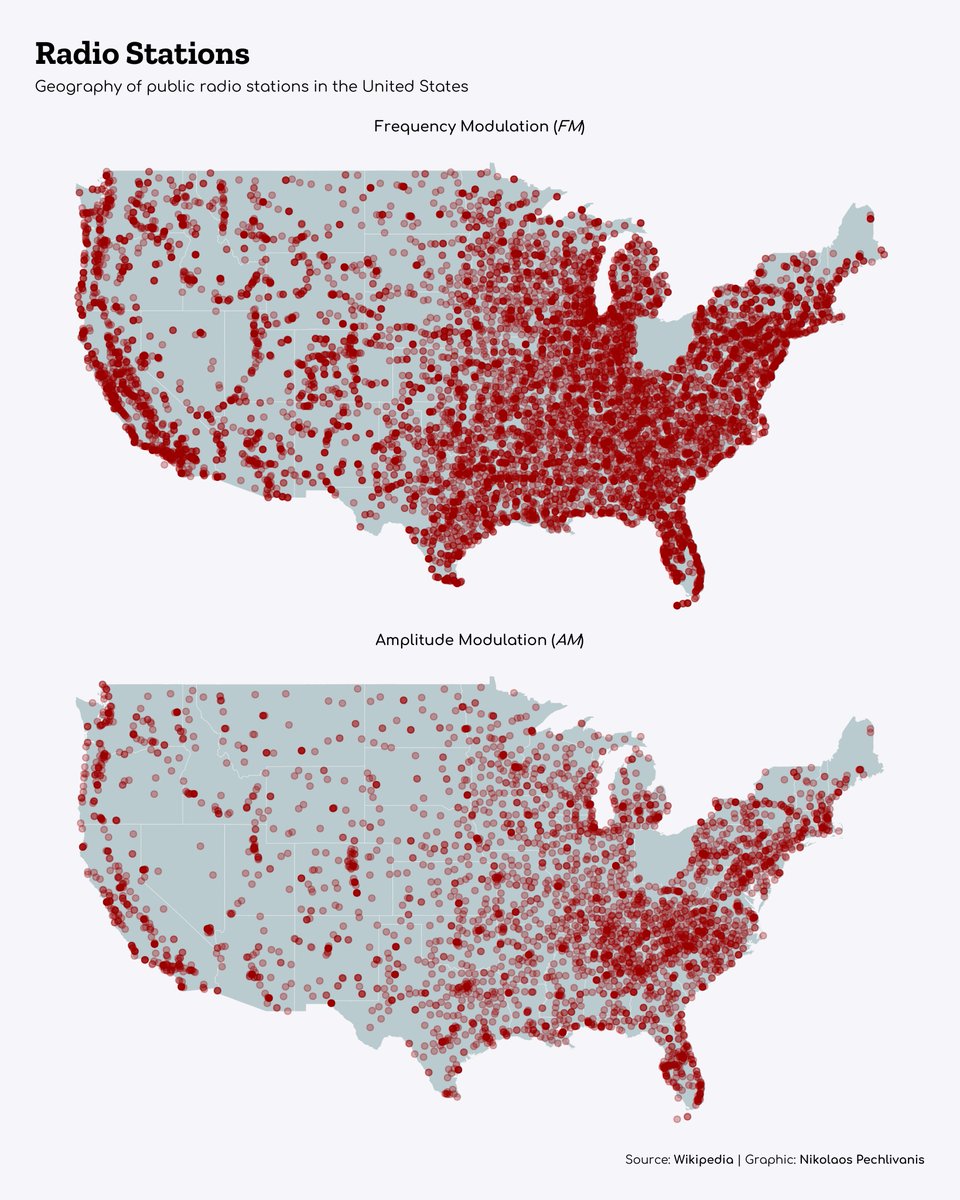 Radio Stations
Geography of public radio stations in the United States
Frequency Modulation (FM)
Amplitude Modulation (AM)
Source: Wikipedia | Graphic: Nikolaos Pechlivanis